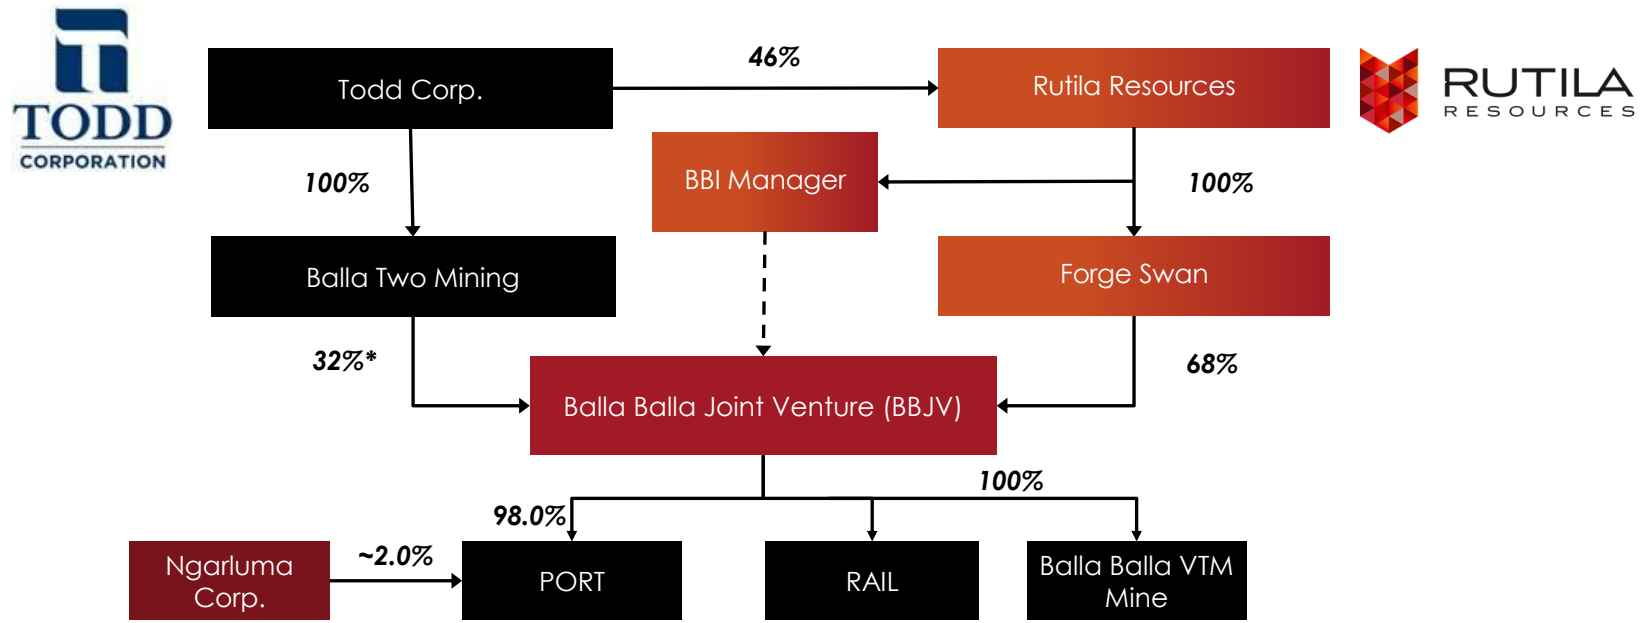 TODD
CORPORATION
Todd Corp.
46%
Rutila Resources
RUTILA
RESOURCES
BBI Manager
100%
100%
Balla Two Mining
Forge Swan
32%*
68%
Balla Balla Joint Venture (BBJV)
100%
98.0%
Ngarluma
Corp.
~2.0%
PORT
RAIL
Balla Balla VTM
Mine